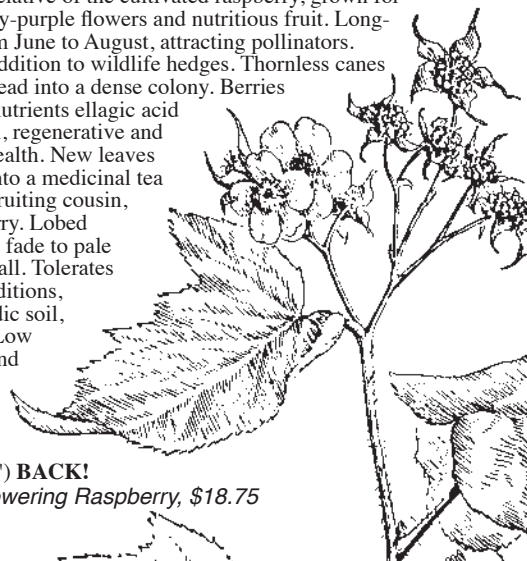 relative of the cultivated raspberry, grown for
y-purple flowers and nutritious fruit. Long-
m June to August, attracting pollinators.
ddition to wildlife hedges. Thornless canes
ead into a dense colony. Berries
utrients ellagic acid
l, regenerative and
ealth. New leaves
nto a medicinal tea
ruiting cousin,
rry. Lobed
fade to pale
all. Tolerates
ditions,
dic soil,
Low
nd
') BACK!
owering Raspberry, $18.75